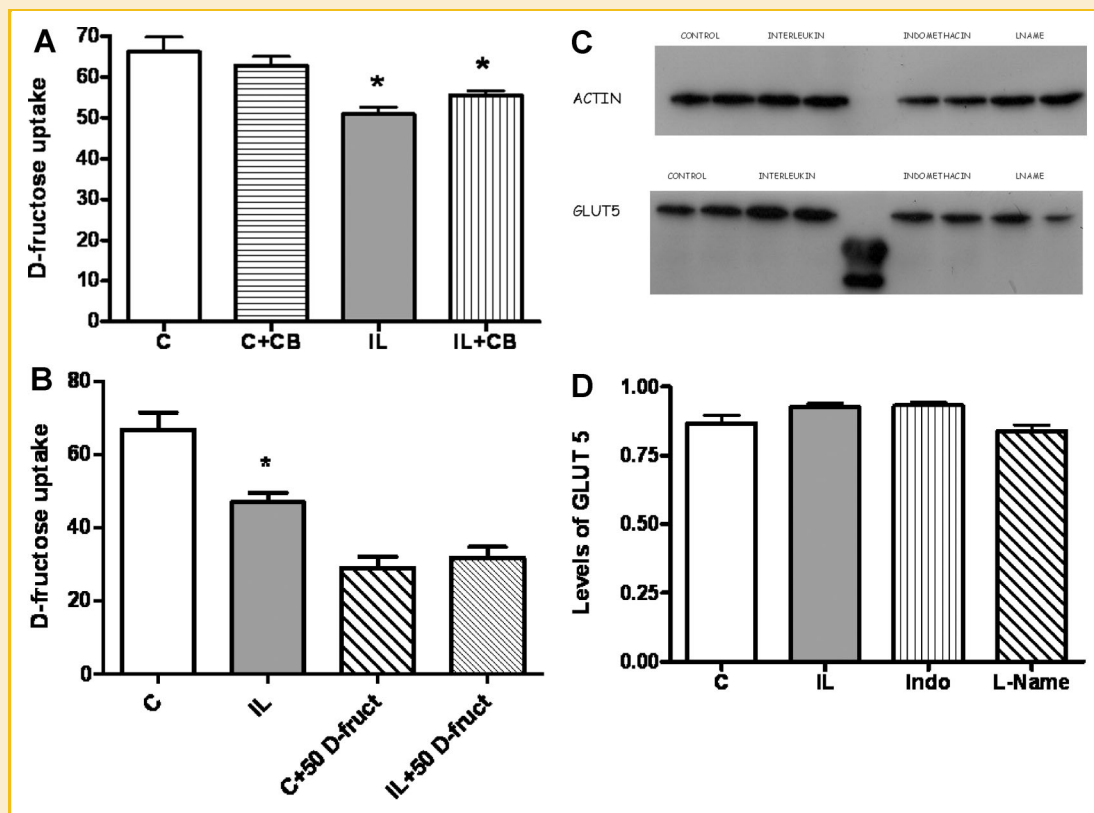 A
D-fructose uptake
70
60
50
40
30
20
10
0
*
*
C C+CB IL IL+CB
B
D-fructose uptake
80
60
40
20
0
*
C
IL
C+50 D-fruct
IL+50 D-fruct
C
CONTROL INTERLEUKIN INDOMETHACIN LNAME
ACTIN
CONTROL INTERLEUKIN INDOMETHACIN LNAME
GLUT5
D
Levels of GLUT 5
1.00
0.75
0.50
0.25
0.00
C IL Indo L-Name